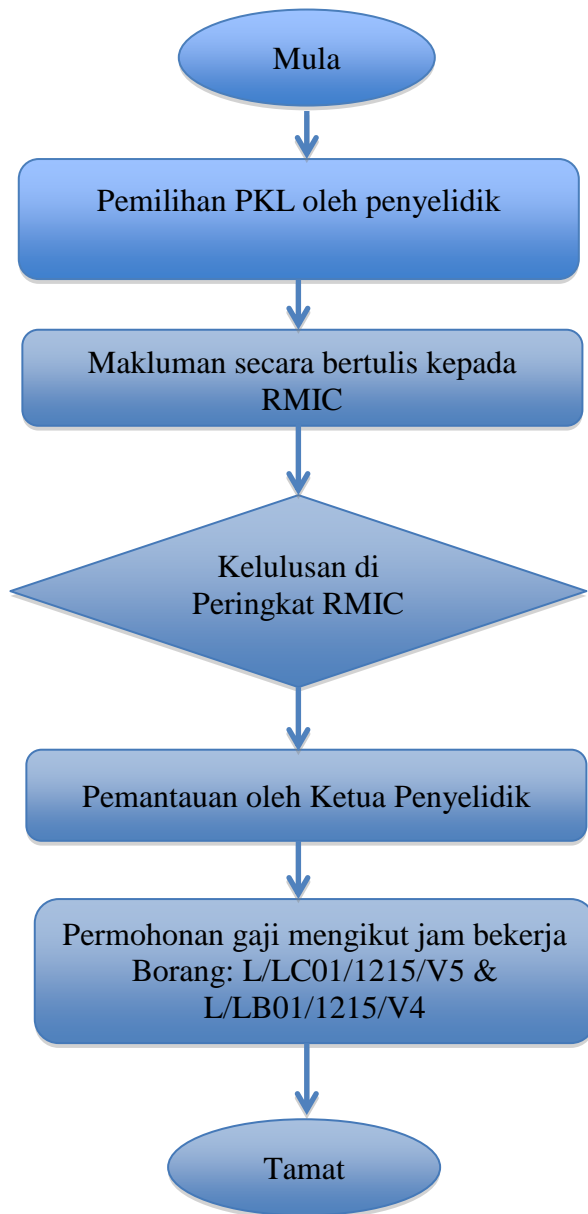 Mula
Pemilihan PKL oleh penyelidik
Makluman secara bertulis kepada
RMIC
Kelulusan di
Peringkat RMIC
Pemantauan oleh Ketua Penyelidik
Permohonan gaji mengikut jam bekerja
Borang: L/LC01/1215/V5 &
L/LB01/1215/V4
Tamat